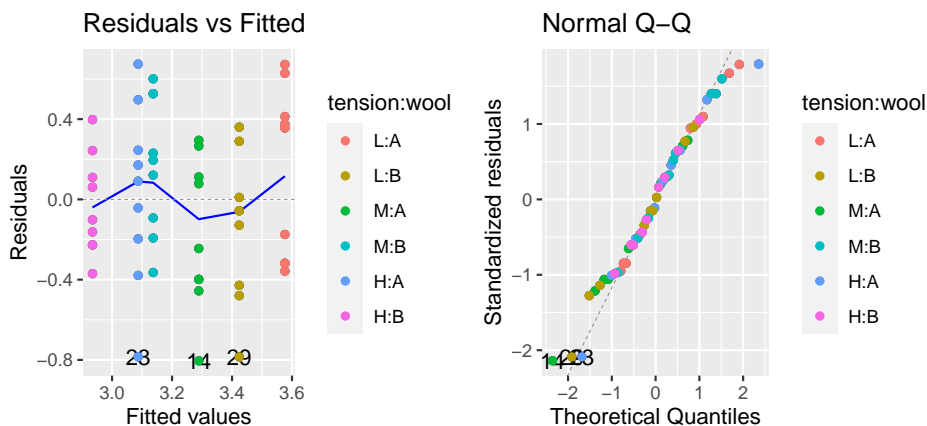 Residuals vs Fitted
Residuals
0.4
0.0
−0.4
−0.8
23
14
29
3.0
3.2
3.4
3.6
Fitted values
tension:wool
L:A
L:B
M:A
M:B
H:A
H:B
Normal Q−Q
Standardized residuals
1
0
−1
−2
14
23
−2
−1
0
1
2
Theoretical Quantiles
tension:wool
L:A
L:B
M:A
M:B
H:A
H:B